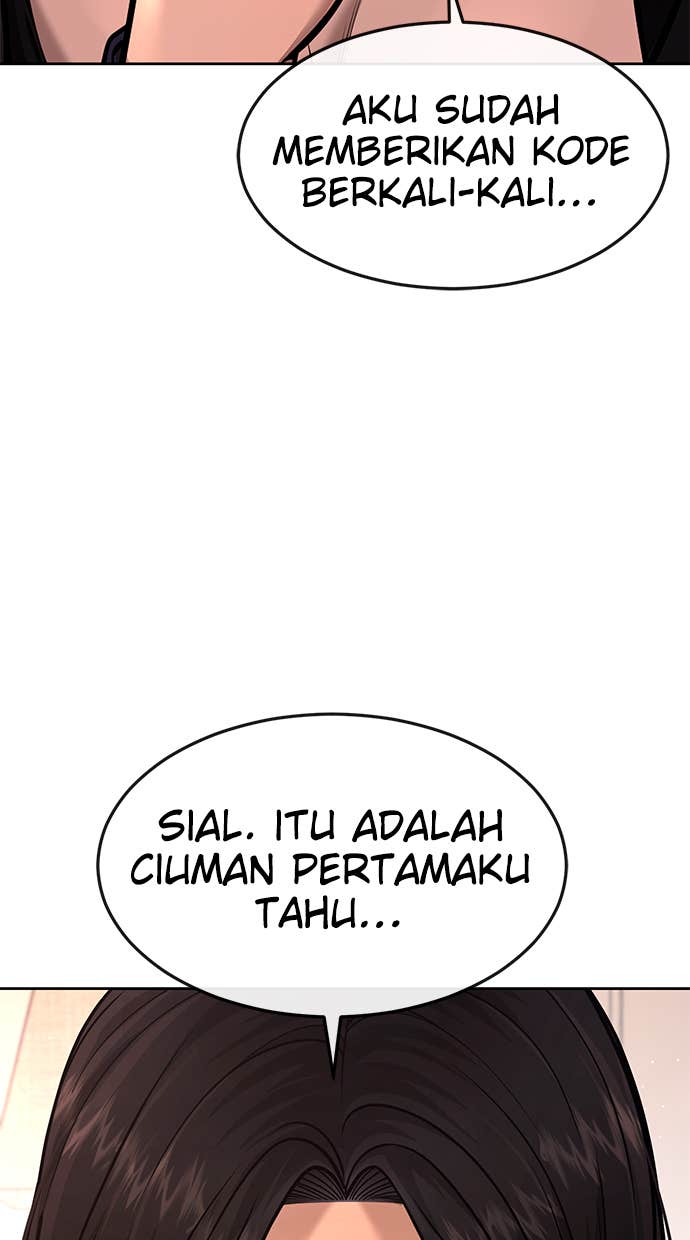 AKU SUDAH
MEMBERIKAN KODE
BERKALI-KALI...
SIAL. ITU ADALAH
CIUMAN PERTAMAKU
TAHU...